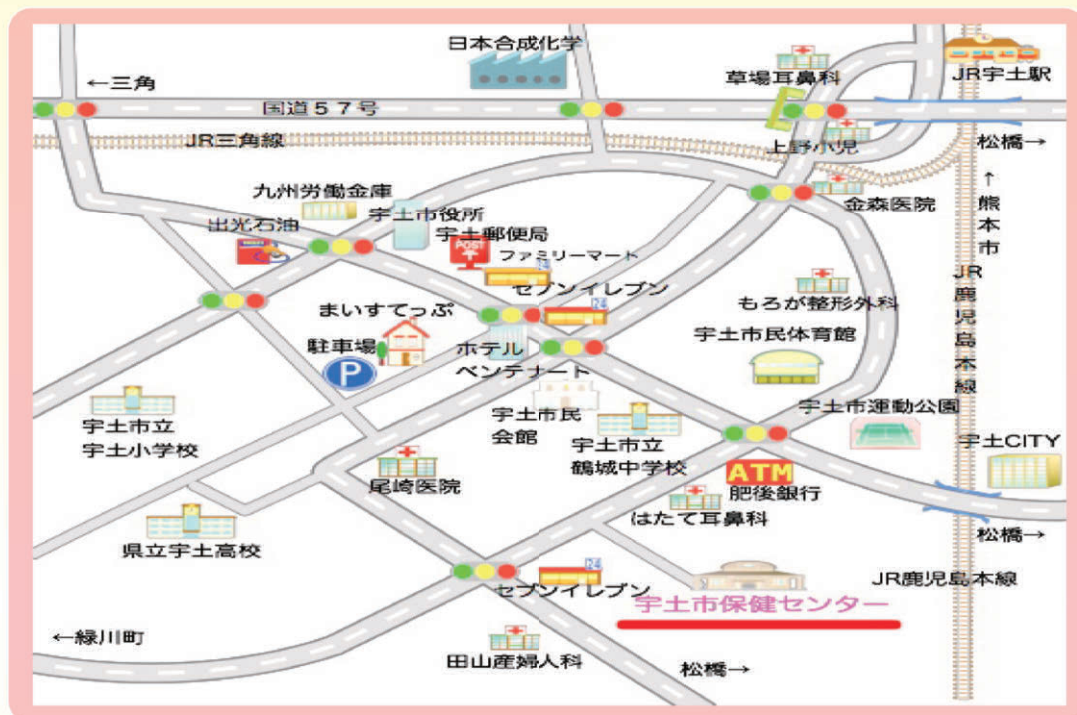 日本合成化学
←三角
草場耳鼻科
JR宇土駅
国道57号
JR三角線
上野小児
松橋→
九州労働金庫
金森医院
↑熊本市
宇土市役所
出光石油
宇土郵便局
POST
ファミリーマート
24
セブンイレブン
24
もろが整形外科
JR鹿児島本線
まいすてっぷ
宇土市民体育館
駐車場
P
ホテル
ベンテナート
宇土市立
宇土小学校
宇土市民
会館
宇土市立
鶴城中学校
宇土市運動公園
宇土CITY
尾崎医院
ATM
肥後銀行
はたて耳鼻科
県立宇土高校
松橋→
24
セブンイレブン
JR鹿児島本線
宇土市保健センター
←緑川町
田山産婦人科
松橋→